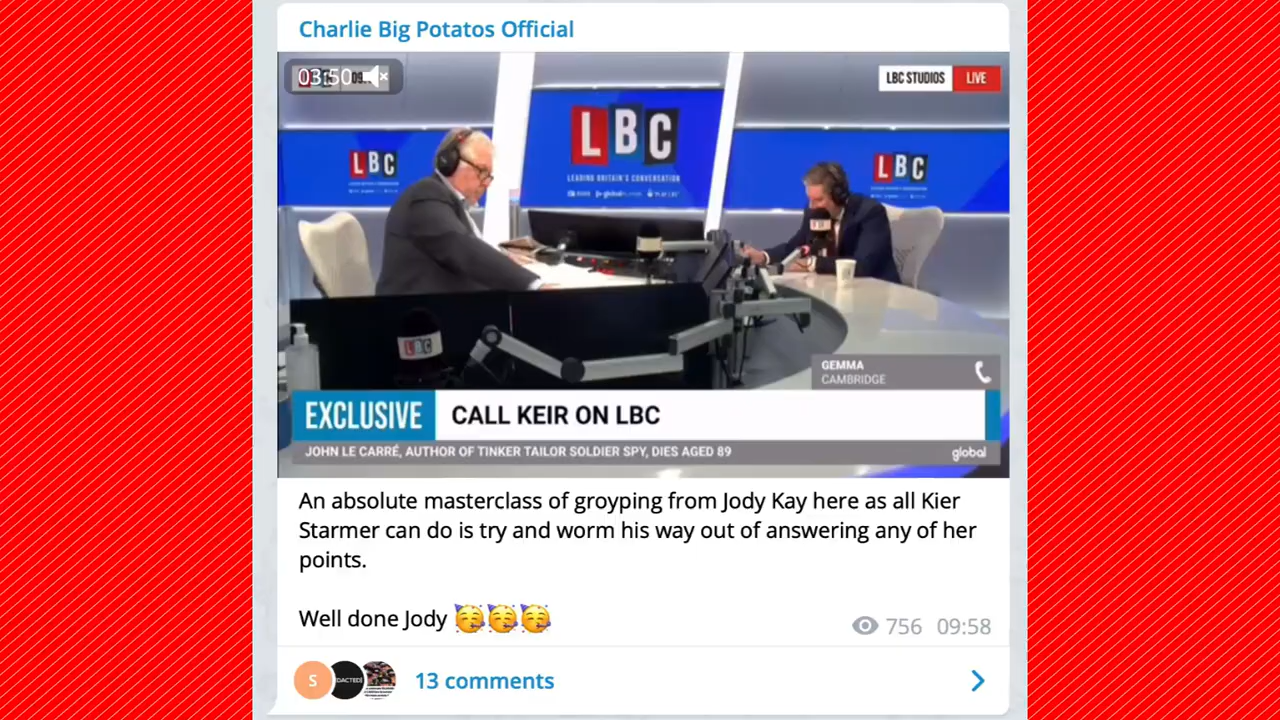 Charlie Big Potatos Official
03:50
LBC STUDIOS LIVE
LBC
LEADING BRITAIN'S CONVERSATION
LBC
LBC
LBC
GEMMA
CAMBRIDGE
EXCLUSIVE CALL KEIR ON LBC
JOHN LE CARRÉ, AUTHOR OF TINKER TAILOR SOLDIER SPY, DIES AGED 89
global
An absolute masterclass of groyping from Jody Kay here as all Kier
Starmer can do is try and worm his way out of answering any of her
points.
Well done Jody 🥳🥳🥳
756 09:58
S
DACTED
13 comments